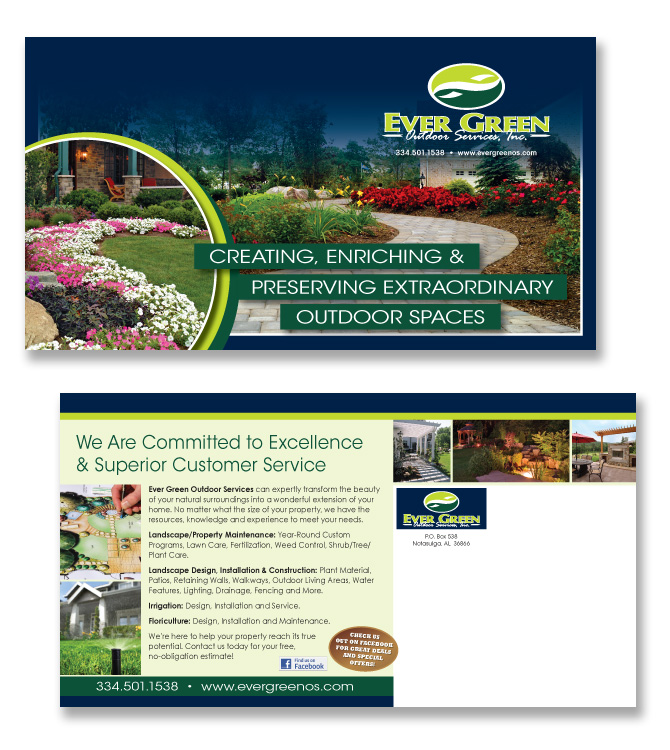 EVER GREEN
Outdoor Services, Inc.
334.501.1538 • www.evergreenos.com
CREATING, ENRICHING &
PRESERVING EXTRAORDINARY
OUTDOOR SPACES
We Are Committed to Excellence
& Superior Customer Service
Ever Green Outdoor Services can expertly transform the beauty
of your natural surroundings into a wonderful extension of your
home. No matter what the size of your property, we have the
resources, knowledge and experience to meet your needs.
Landscape/Property Maintenance: Year-Round Custom
Programs, Lawn Care, Fertilization, Weed Control, Shrub/Tree/
Plant Care.
Landscape Design, Installation & Construction: Plant Material,
Patios, Retaining Walls, Walkways, Outdoor Living Areas, Water
Features, Lighting, Drainage, Fencing and More.
Irrigation: Design, Installation and Service.
Floriculture: Design, Installation and Maintenance.
We're here to help your property reach its true
potential. Contact us today for your free,
no-obligation estimate!
Find us on
Facebook
CHECK US
OUT ON FACEBOOK
FOR GREAT DEALS
AND SPECIAL
OFFERS!
334.501.1538 • www.evergreenos.com
EVER GREEN
Outdoor Services, Inc.
P.O. Box 538
Notasulga, AL 36866